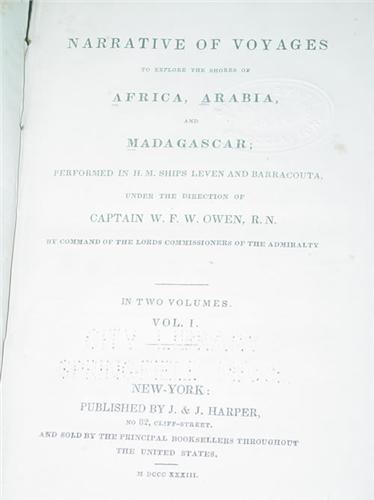 NARRATIVE OF VOYAGES
TO EXPLORE THE SHORES OF
AFRICA, ARABIA,
AND
MADAGASCAR;
PERFORMED IN H. M. SHIPS LEVEN AND BARRACOUTA,
UNDER THE DIRECTION OF
CAPTAIN W. F. W. OWEN, R. N.
BY COMMAND OF THE LORDS COMMISSIONERS OF THE ADMIRALTY
IN TWO VOLUMES.
VOL. I.
CITY LIBRARY
NEW-YORK:
PUBLISHED BY J. & J. HARPER,
NO 82, CLIFF-STREET.
AND SOLD BY THE PRINCIPAL BOOKSELLERS THROUGHOUT
THE UNITED STATES.
M DCCC XXXIII.